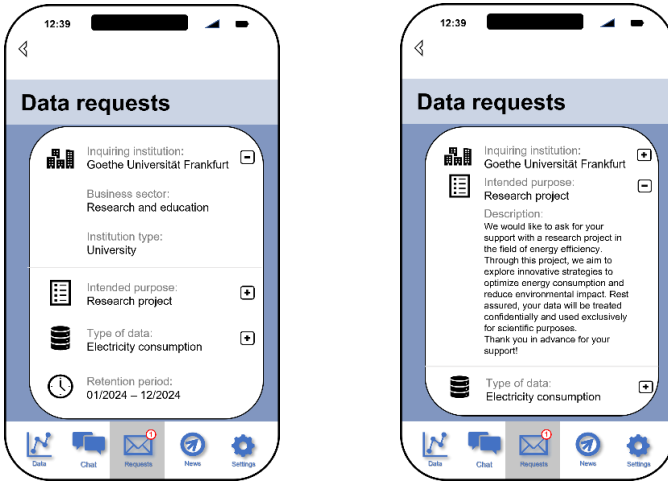 12:39
Data requests
Inquiring institution:
Goethe Universität Frankfurt
Business sector:
Research and education
Institution type:
University
Intended purpose:
Research project
Type of data:
Electricity consumption
Retention period:
01/2024 – 12/2024
1
Data
Chat
Requests
News
Settings
12:39
Data requests
Inquiring institution:
Goethe Universität Frankfurt
Intended purpose:
Research project
Description:
We would like to ask for your
support with a research project in
the field of energy efficiency.
Through this project, we aim to
explore innovative strategies to
optimize energy consumption and
reduce environmental impact. Rest
assured, your data will be treated
confidentially and used exclusively
for scientific purposes.
Thank you in advance for your
support!
Type of data:
Electricity consumption
1
Data
Chat
Requests
News
Settings